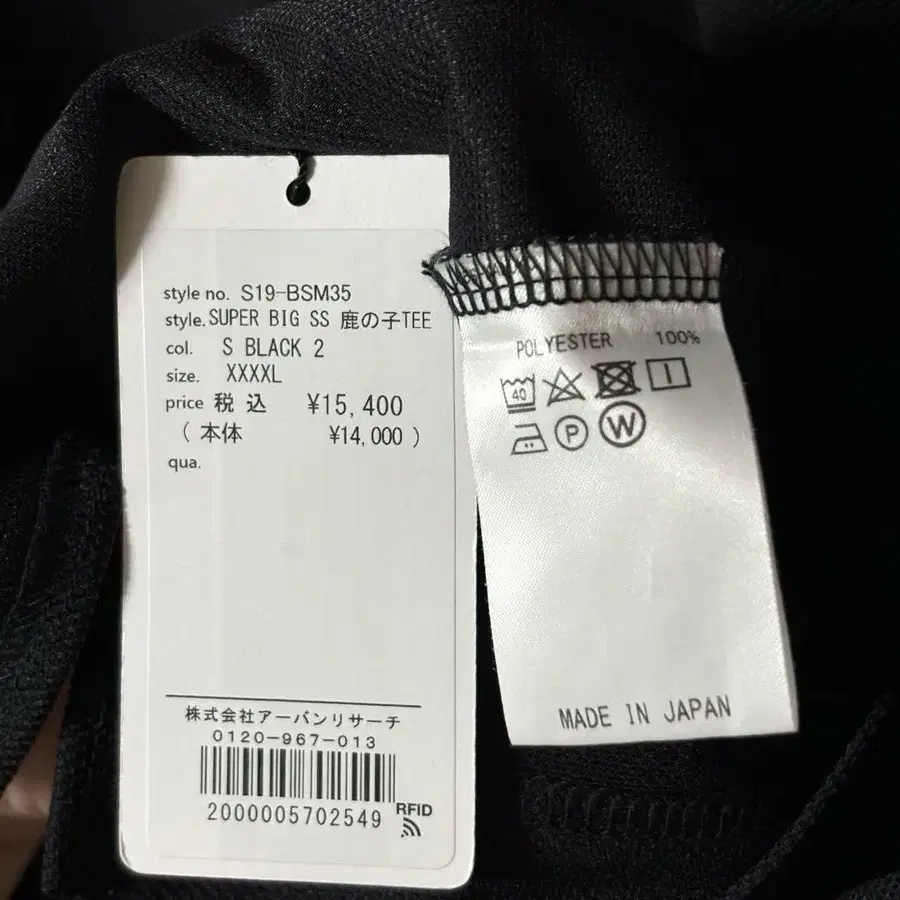 style no. S19-BSM35
style. SUPER BIG SS 鹿の子TEE
col. S BLACK 2
size. XXXXL
price 税 込 ¥15,400
( 本体 ¥14,000 )
qua.
株式会社アーバンリサーチ
0120-967-013
2000005702549
RFID
POLYESTER 100%
40
P W
MADE IN JAPAN